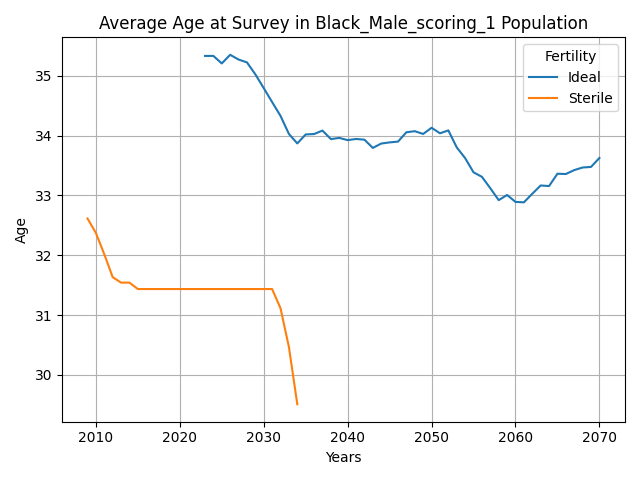 Average Age at Survey in Black_Male_scoring_1 Population
Fertility
Ideal
Sterile
Age
35
34
33
32
31
30
2010 2020 2030 2040 2050 2060 2070
Years